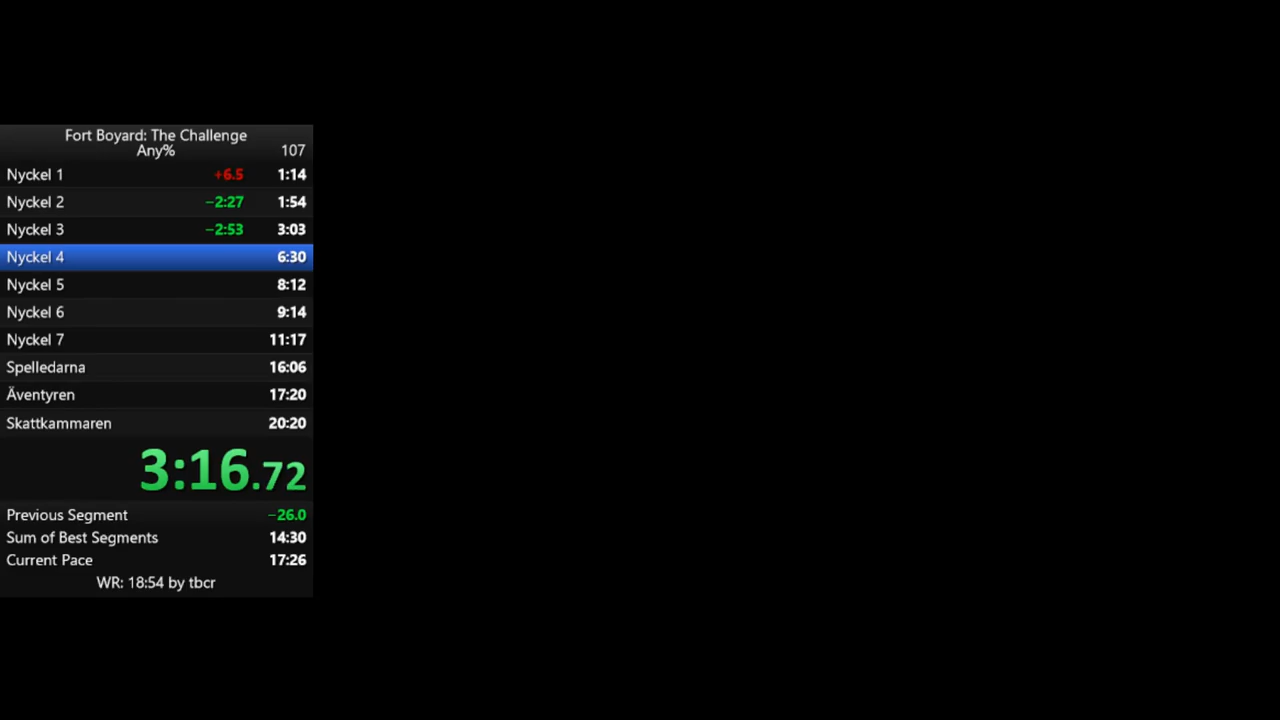 Fort Boyard: The Challenge
Any% 107
Nyckel 1 +6.5 1:14
Nyckel 2 −2:27 1:54
Nyckel 3 −2:53 3:03
Nyckel 4 6:30
Nyckel 5 8:12
Nyckel 6 9:14
Nyckel 7 11:17
Spelledarna 16:06
Äventyren 17:20
Skattkammaren 20:20
3:16.72
Previous Segment −26.0
Sum of Best Segments 14:30
Current Pace 17:26
WR: 18:54 by tbcr